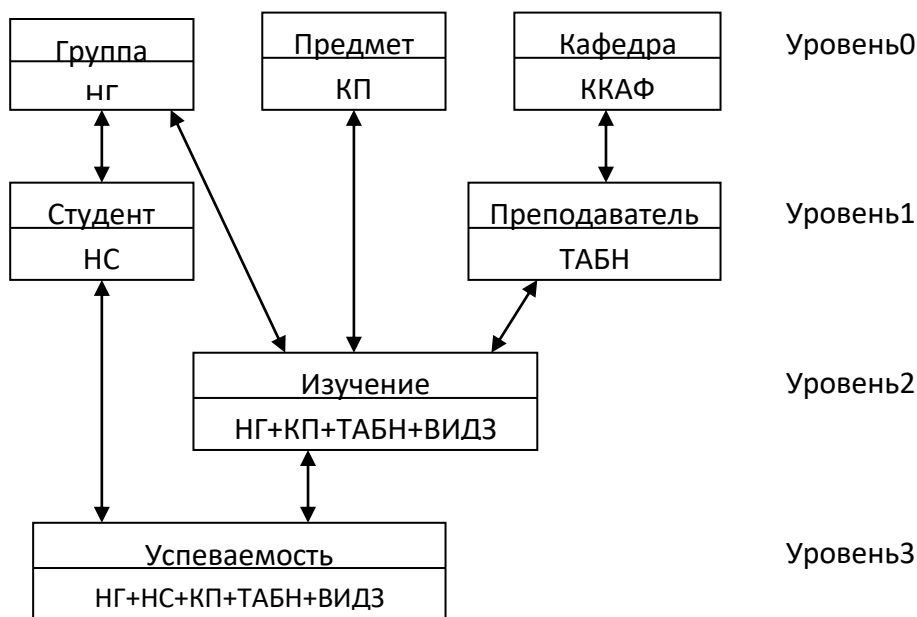 Группа
НГ
Предмет
КП
Кафедра
ККАФ
Уровень0
Студент
НС
Преподаватель
ТАБН
Уровень1
Изучение
НГ+КП+ТАБН+ВИДЗ
Уровень2
Успеваемость
НГ+НС+КП+ТАБН+ВИДЗ
Уровень3